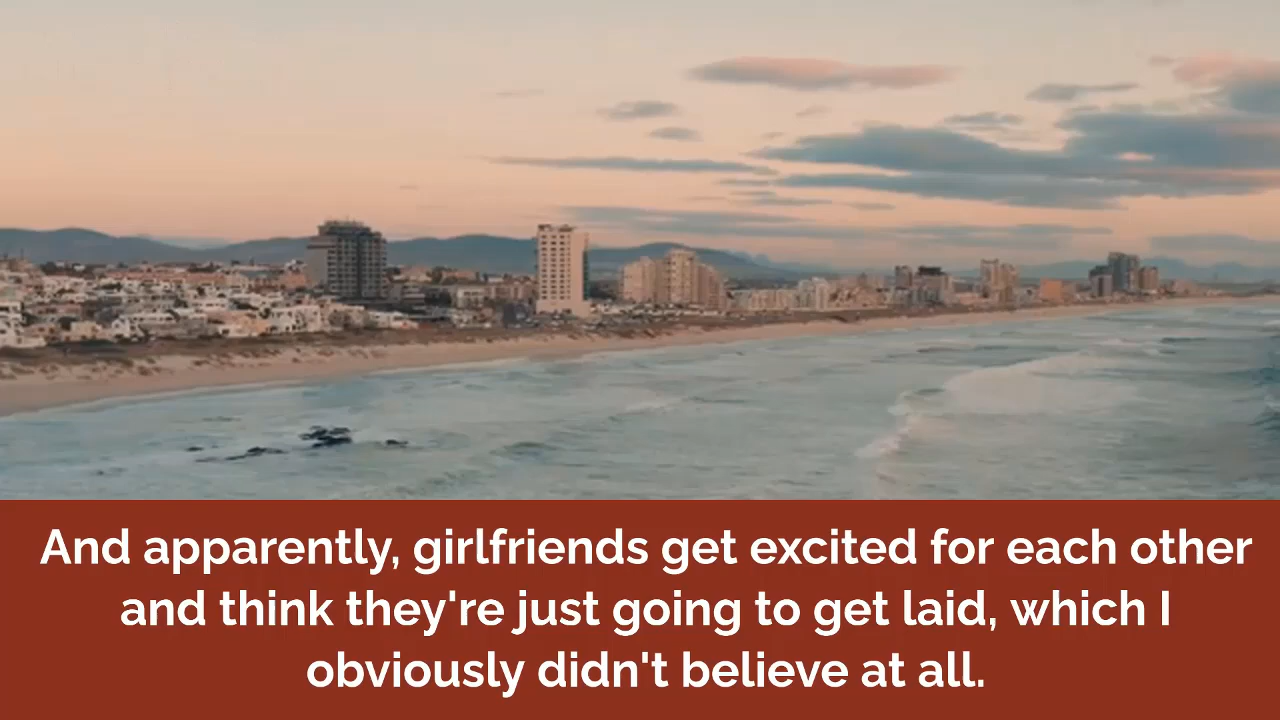 And apparently, girlfriends get excited for each other
and think they're just going to get laid, which I
obviously didn't believe at all.